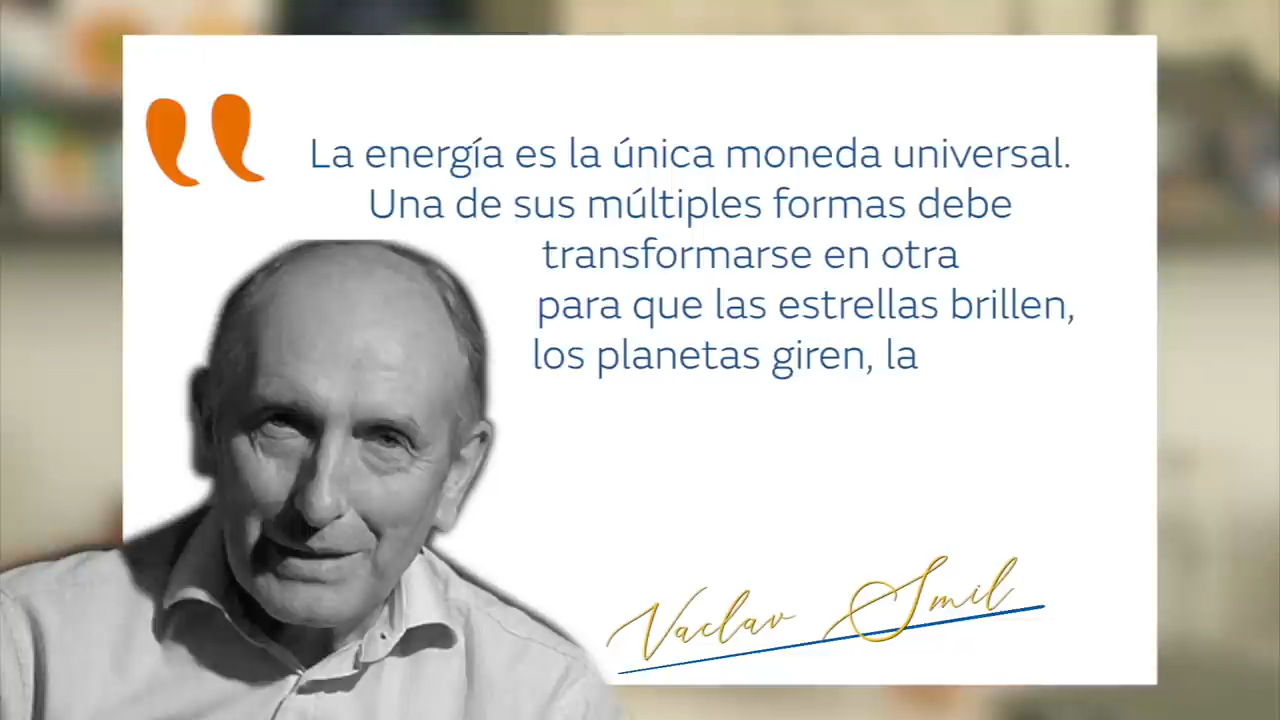 La energía es la única moneda universal.
Una de sus múltiples formas debe
transformarse en otra
para que las estrellas brillen,
los planetas giren, la
Vaclav Smil